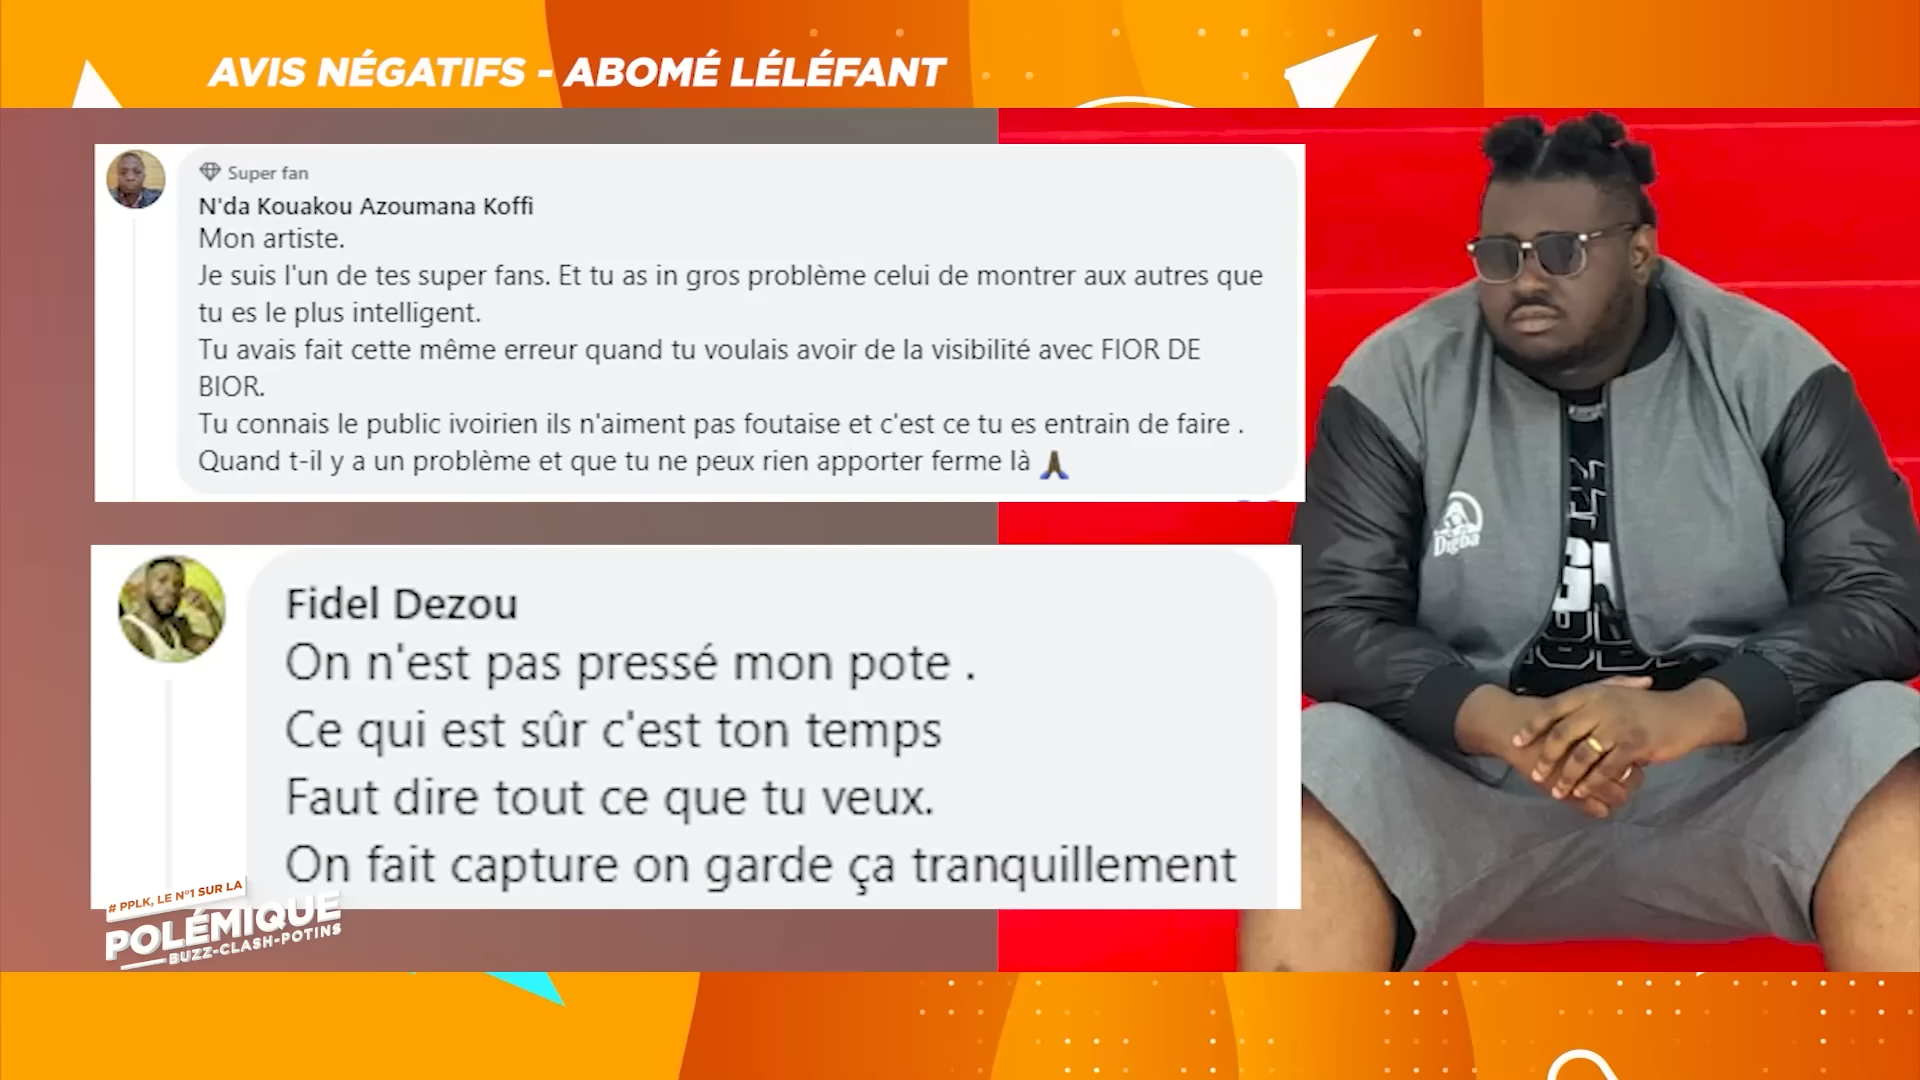 AVIS NÉGATIFS - ABOMÉ LÉLÉFANT
Super fan
N'da Kouakou Azoumana Koffi
Mon artiste.
Je suis l'un de tes super fans. Et tu as in gros problème celui de montrer aux autres que
tu es le plus intelligent.
Tu avais fait cette même erreur quand tu voulais avoir de la visibilité avec FIOR DE
BIOR.
Tu connais le public ivoirien ils n'aiment pas foutaise et c'est ce tu es entrain de faire .
Quand t-il y a un problème et que tu ne peux rien apporter ferme là 🙏🏿
Fidel Dezou
On n'est pas pressé mon pote .
Ce qui est sûr c'est ton temps
Faut dire tout ce que tu veux.
On fait capture on garde ça tranquillement
# PPLK, LE N°1 SUR LA
POLÉMIQUE
BUZZ-CLASH-POTINS
Digba